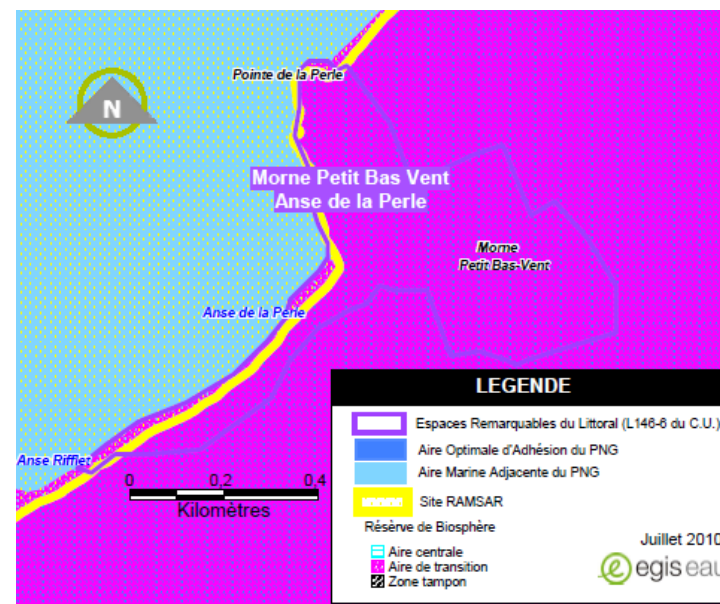 Pointe de la Perle
N
Morne Petit Bas Vent
Anse de la Perle
Morne
Petit Bas-Vent
Anse de la Perle
Anse Rifflet
0 0,2 0,4
Kilomètres
LEGENDE
Espaces Remarquables du Littoral (L146-6 du C.U.)
Aire Optimale d'Adhésion du PNG
Aire Marine Adjacente du PNG
Site RAMSAR
Résèrve de Biosphère
Aire centrale
Aire de transition
Zone tampon
Juillet 2010
egis eau